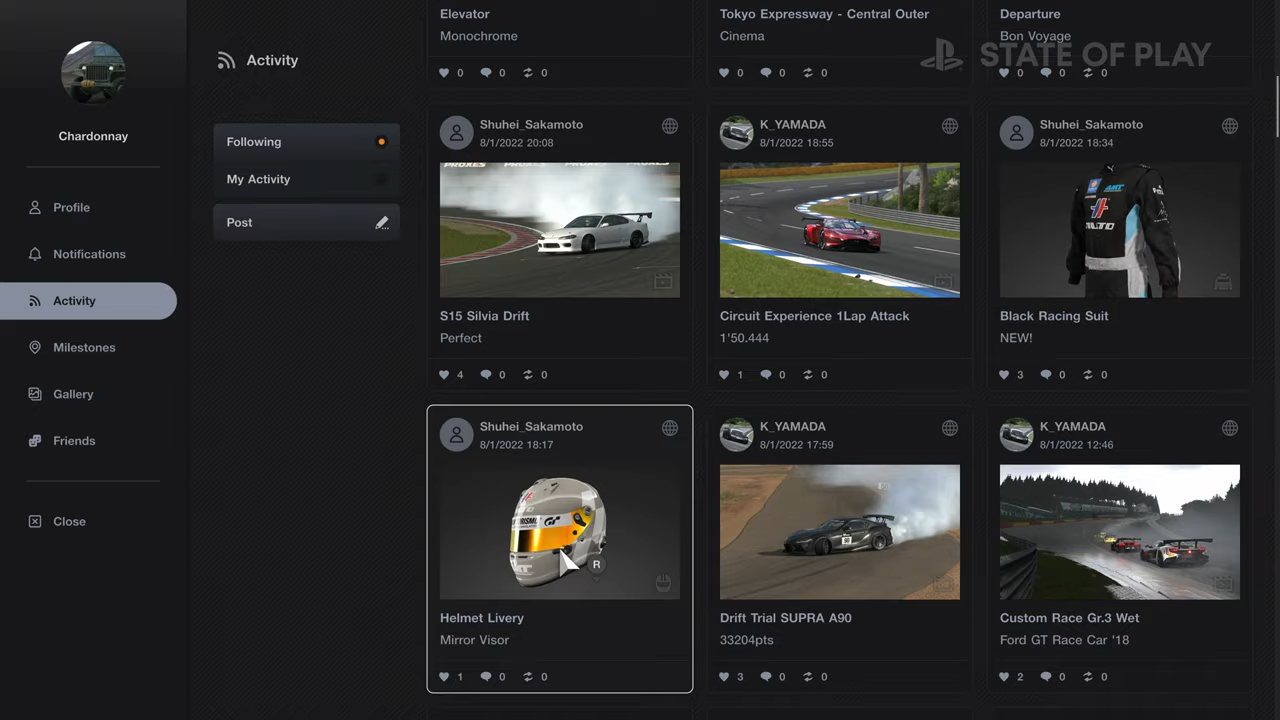 Chardonnay
Profile
Notifications
Activity
Milestones
Gallery
Friends
Close
Activity
Following
My Activity
Post
STATE OF PLAY
Elevator
Monochrome
0 0 0
Tokyo Expressway - Central Outer
Cinema
0 0 0
Departure
Bon Voyage
0 0 0
Shuhei_Sakamoto
8/1/2022 20:08
PROXES
S15 Silvia Drift
Perfect
4 0 0
K_YAMADA
8/1/2022 18:55
Circuit Experience 1Lap Attack
1'50.444
1 0 0
Shuhei_Sakamoto
8/1/2022 18:34
Black Racing Suit
NEW!
3 0 0
Shuhei_Sakamoto
8/1/2022 18:17
GT
R
Helmet Livery
Mirror Visor
1 0 0
K_YAMADA
8/1/2022 17:59
Drift Trial SUPRA A90
33204pts
3 0 0
K_YAMADA
8/1/2022 12:46
Custom Race Gr.3 Wet
Ford GT Race Car '18
2 0 0